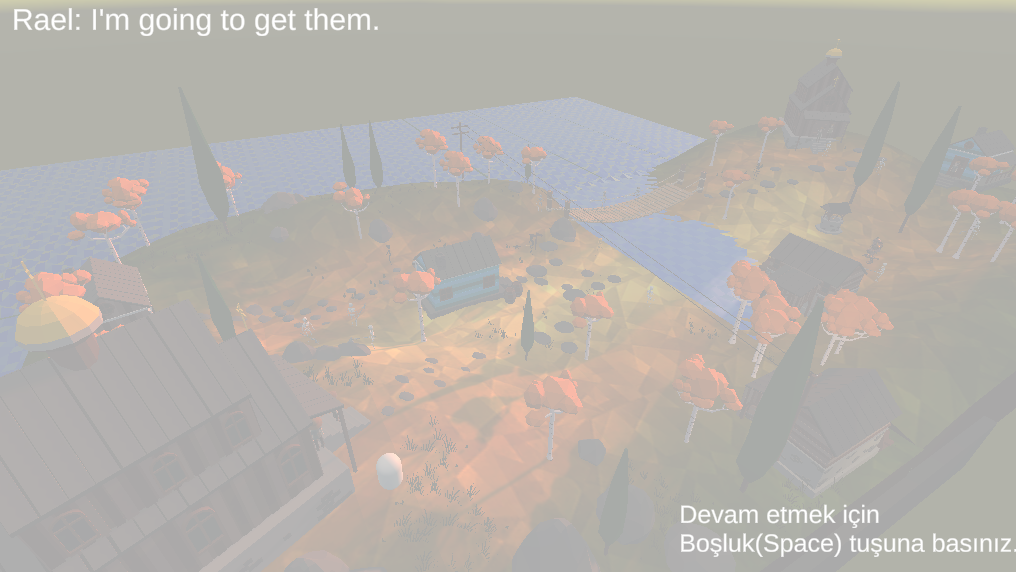 Rael: I'm going to get them.
Devam etmek için
Boşluk(Space) tuşuna basınız.